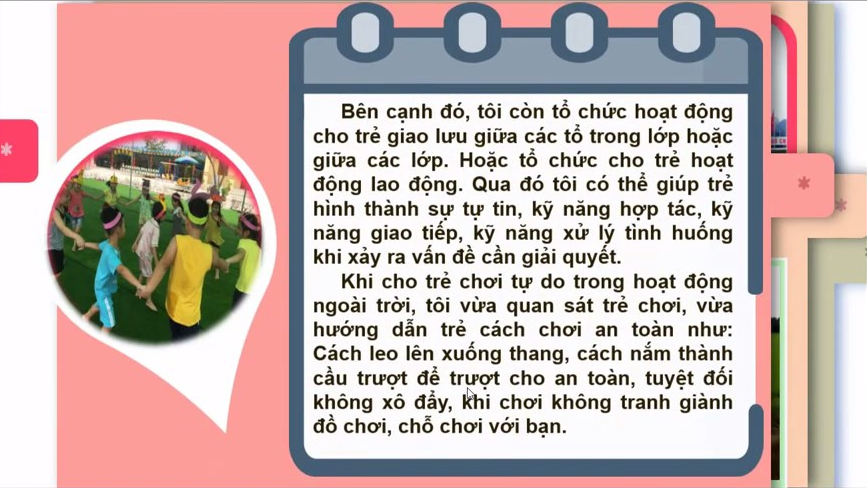 Bên cạnh đó, tôi còn tổ chức hoạt động
cho trẻ giao lưu giữa các tổ trong lớp hoặc
giữa các lớp. Hoặc tổ chức cho trẻ hoạt
động lao động. Qua đó tôi có thể giúp trẻ
hình thành sự tự tin, kỹ năng hợp tác, kỹ
năng giao tiếp, kỹ năng xử lý tình huống
khi xảy ra vấn đề cần giải quyết.
Khi cho trẻ chơi tự do trong hoạt động
ngoài trời, tôi vừa quan sát trẻ chơi, vừa
hướng dẫn trẻ cách chơi an toàn như:
Cách leo lên xuống thang, cách nắm thành
cầu trượt để trượt cho an toàn, tuyệt đối
không xô đẩy, khi chơi không tranh giành
đồ chơi, chỗ chơi với bạn.